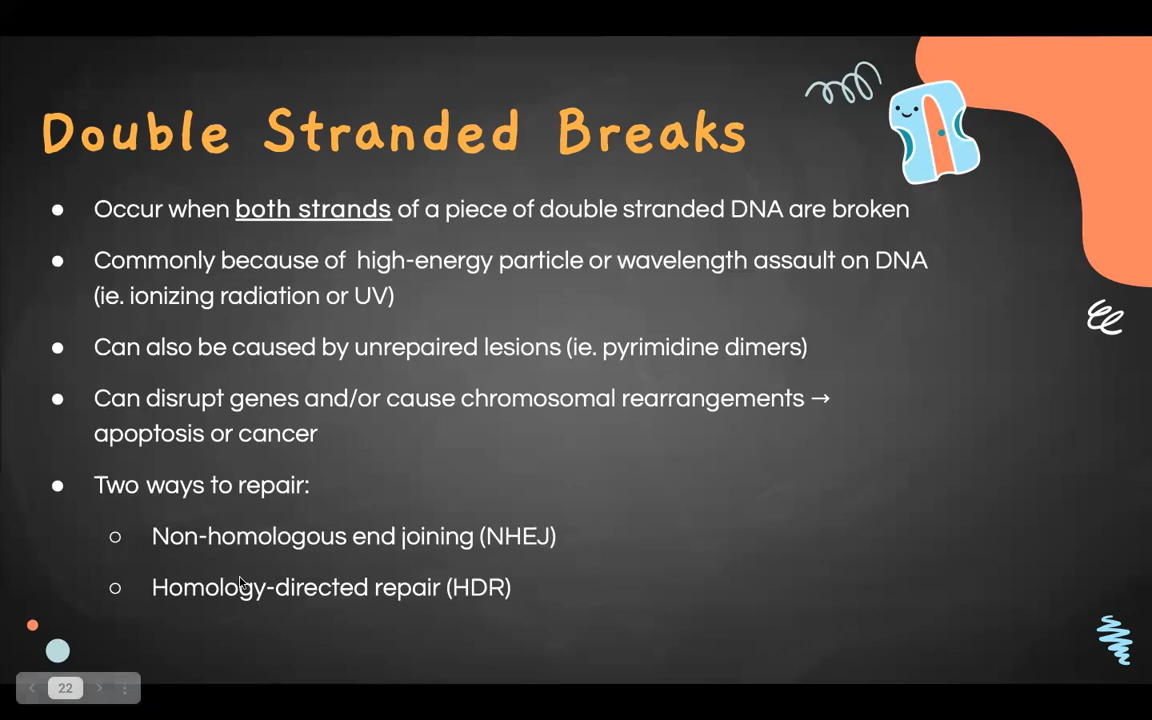 Double Stranded Breaks
● Occur when both strands of a piece of double stranded DNA are broken
● Commonly because of  high-energy particle or wavelength assault on DNA
(ie. ionizing radiation or UV)
● Can also be caused by unrepaired lesions (ie. pyrimidine dimers)
● Can disrupt genes and/or cause chromosomal rearrangements →
apoptosis or cancer
● Two ways to repair:
○ Non-homologous end joining (NHEJ)
○ Homology-directed repair (HDR)
22